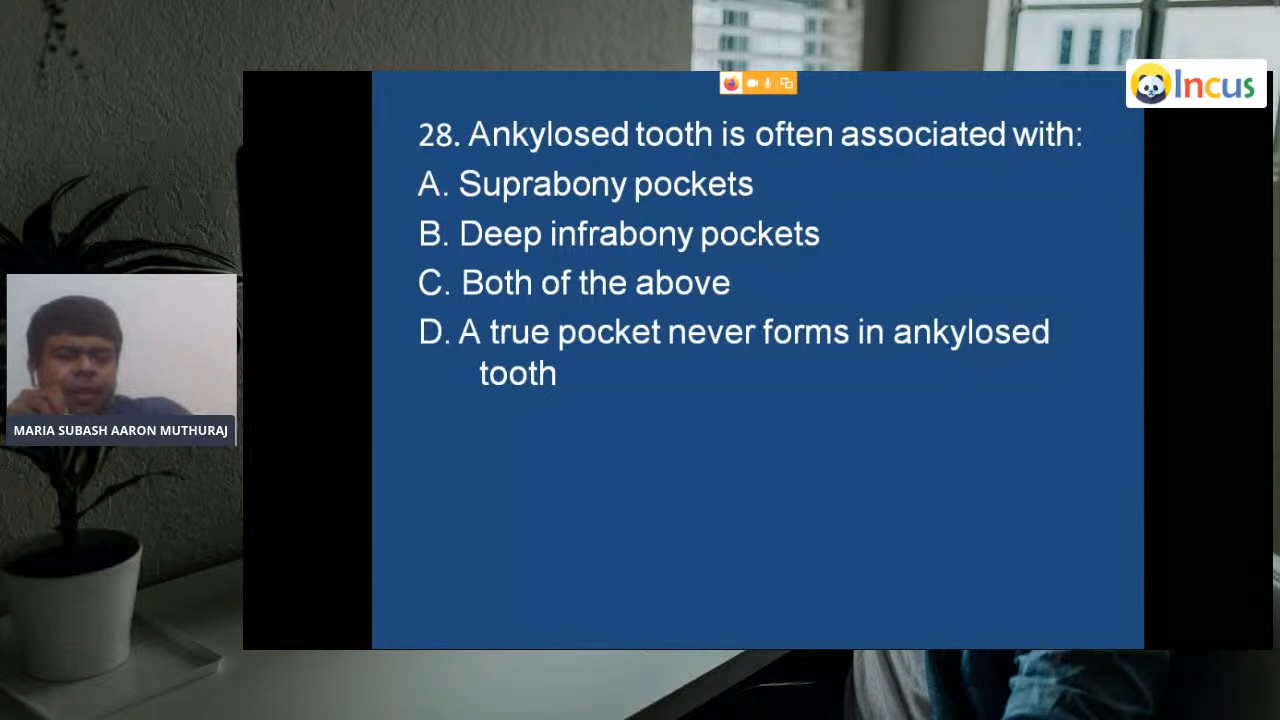 Incus
28. Ankylosed tooth is often associated with:
A. Suprabony pockets
B. Deep infrabony pockets
C. Both of the above
D. A true pocket never forms in ankylosed
tooth
MARIA SUBASH AARON MUTHURAJ